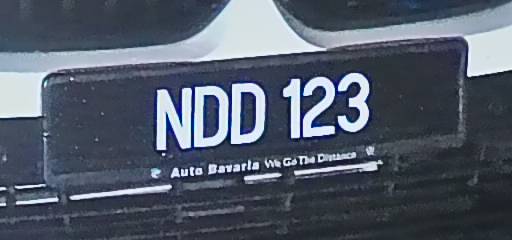 NDD 123
Auto Bavaria We Go The Distance